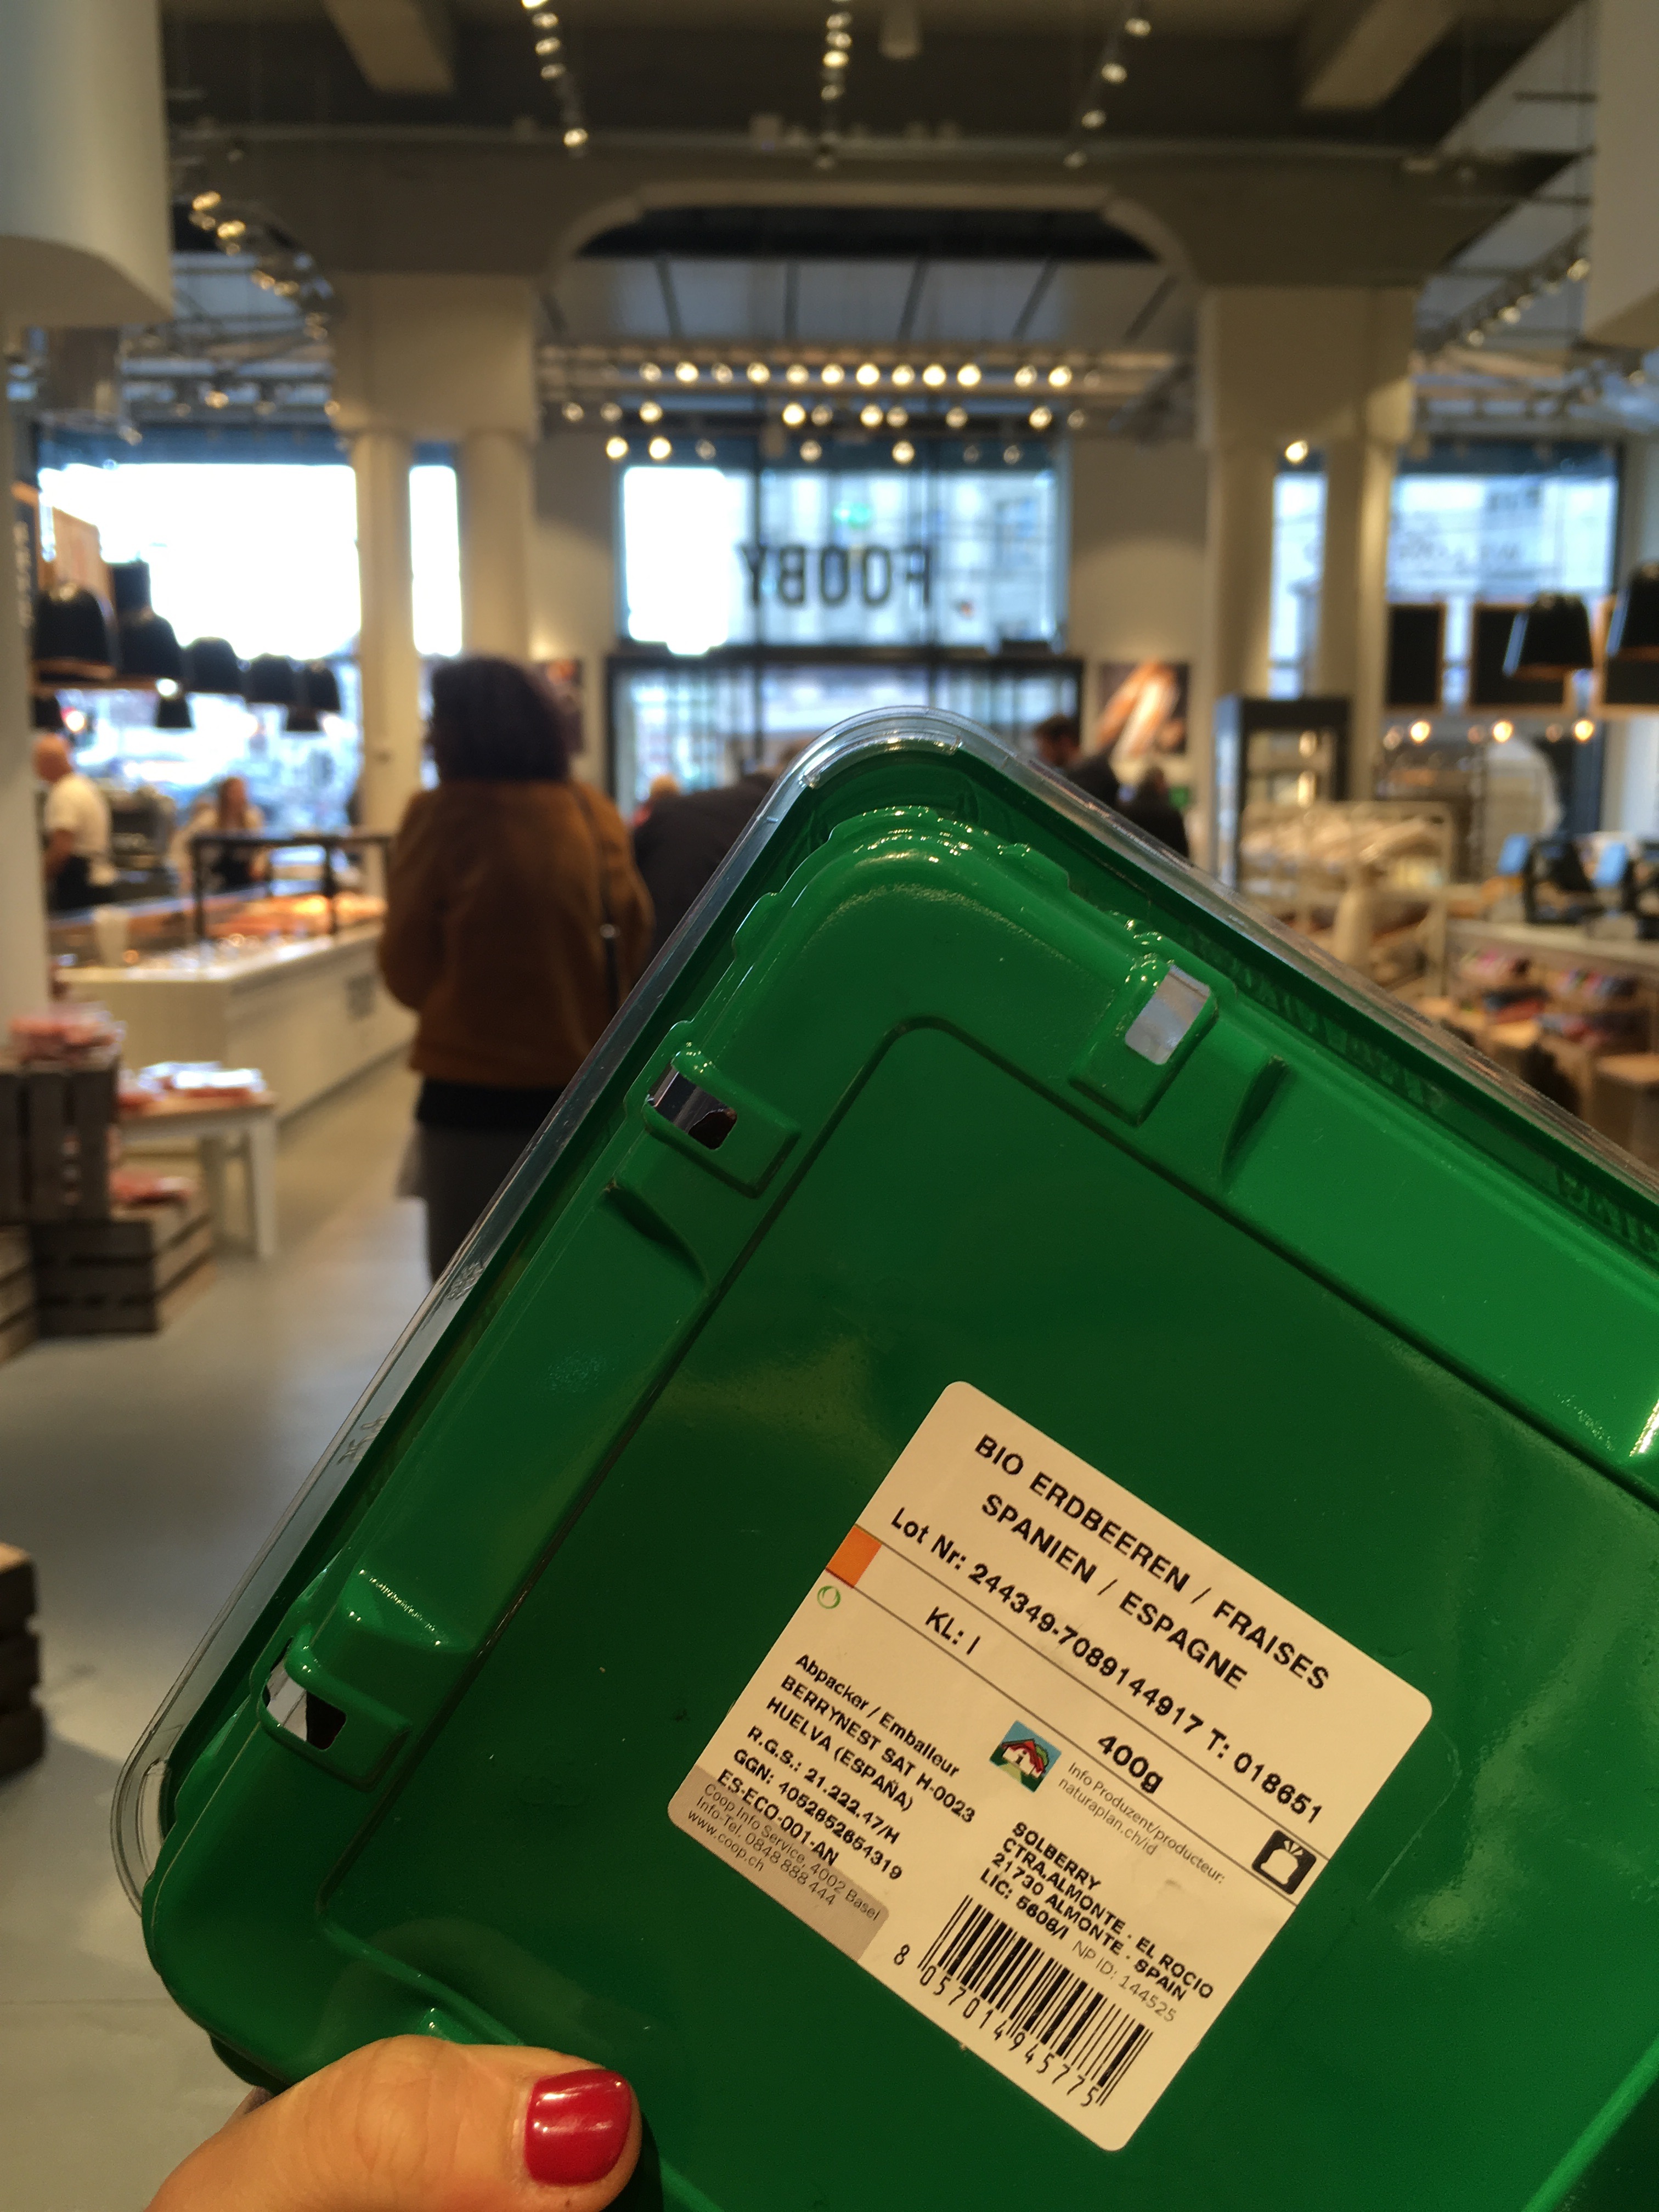 FOOBY
BIO ERDBEEREN / FRAISES
SPANIEN / ESPAGNE
Lot Nr: 244349-7089144917 T: 018651
KL: I
400g
Abpacker / Emballeur
BERRYNEST SAT H-0023
HUELVA (ESPAÑA)
R.G.S.: 21.222.47/H
GGN: 4052852654319
ES-ECO-001-AN
Coop Info Service, 4002 Basel
Info-Tel. 0848 888 444
www.coop.ch
Info Produzent/producteur:
naturaplan.ch/id
SOLBERRY
CTRA.ALMONTE - EL ROCIO
21730 ALMONTE - SPAIN
LIC: 5608/I NP ID: 144525
8 057014 945775